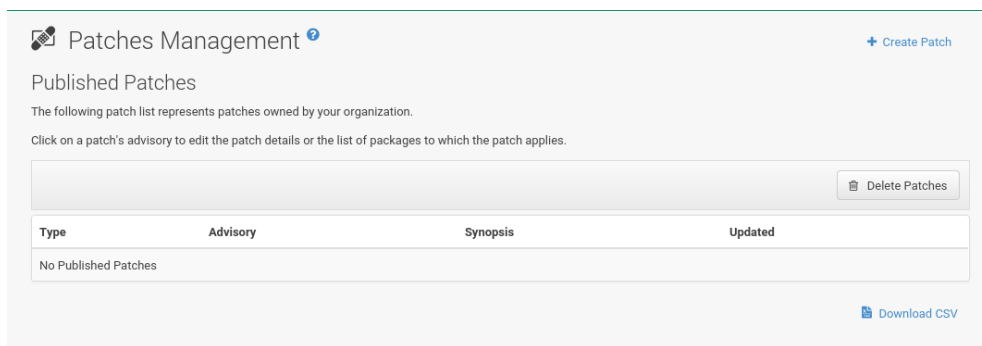 Patches Management ?
+ Create Patch
Published Patches
The following patch list represents patches owned by your organization.
Click on a patch's advisory to edit the patch details or the list of packages to which the patch applies.
Delete Patches
Type Advisory Synopsis Updated
No Published Patches
Download CSV